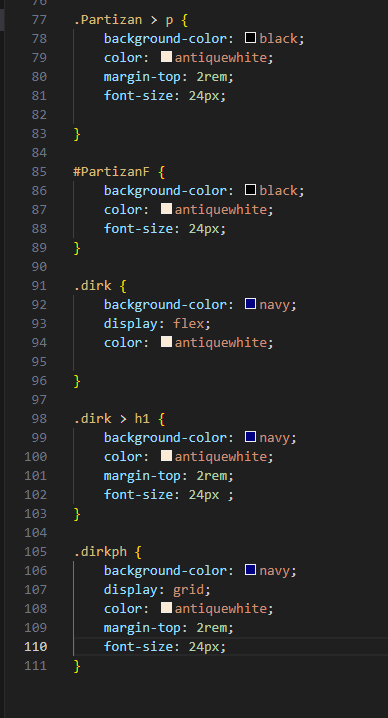 76
77 .Partizan > p {
78 background-color: black;
79 color: antiquewhite;
80 margin-top: 2rem;
81 font-size: 24px;
82
83 }
84
85 #PartizanF {
86 background-color: black;
87 color: antiquewhite;
88 font-size: 24px;
89 }
90
91 .dirk {
92 background-color: navy;
93 display: flex;
94 color: antiquewhite;
95
96 }
97
98 .dirk > h1 {
99 background-color: navy;
100 color: antiquewhite;
101 margin-top: 2rem;
102 font-size: 24px ;
103 }
104
105 .dirkph {
106 background-color: navy;
107 display: grid;
108 color: antiquewhite;
109 margin-top: 2rem;
110 font-size: 24px;
111 }